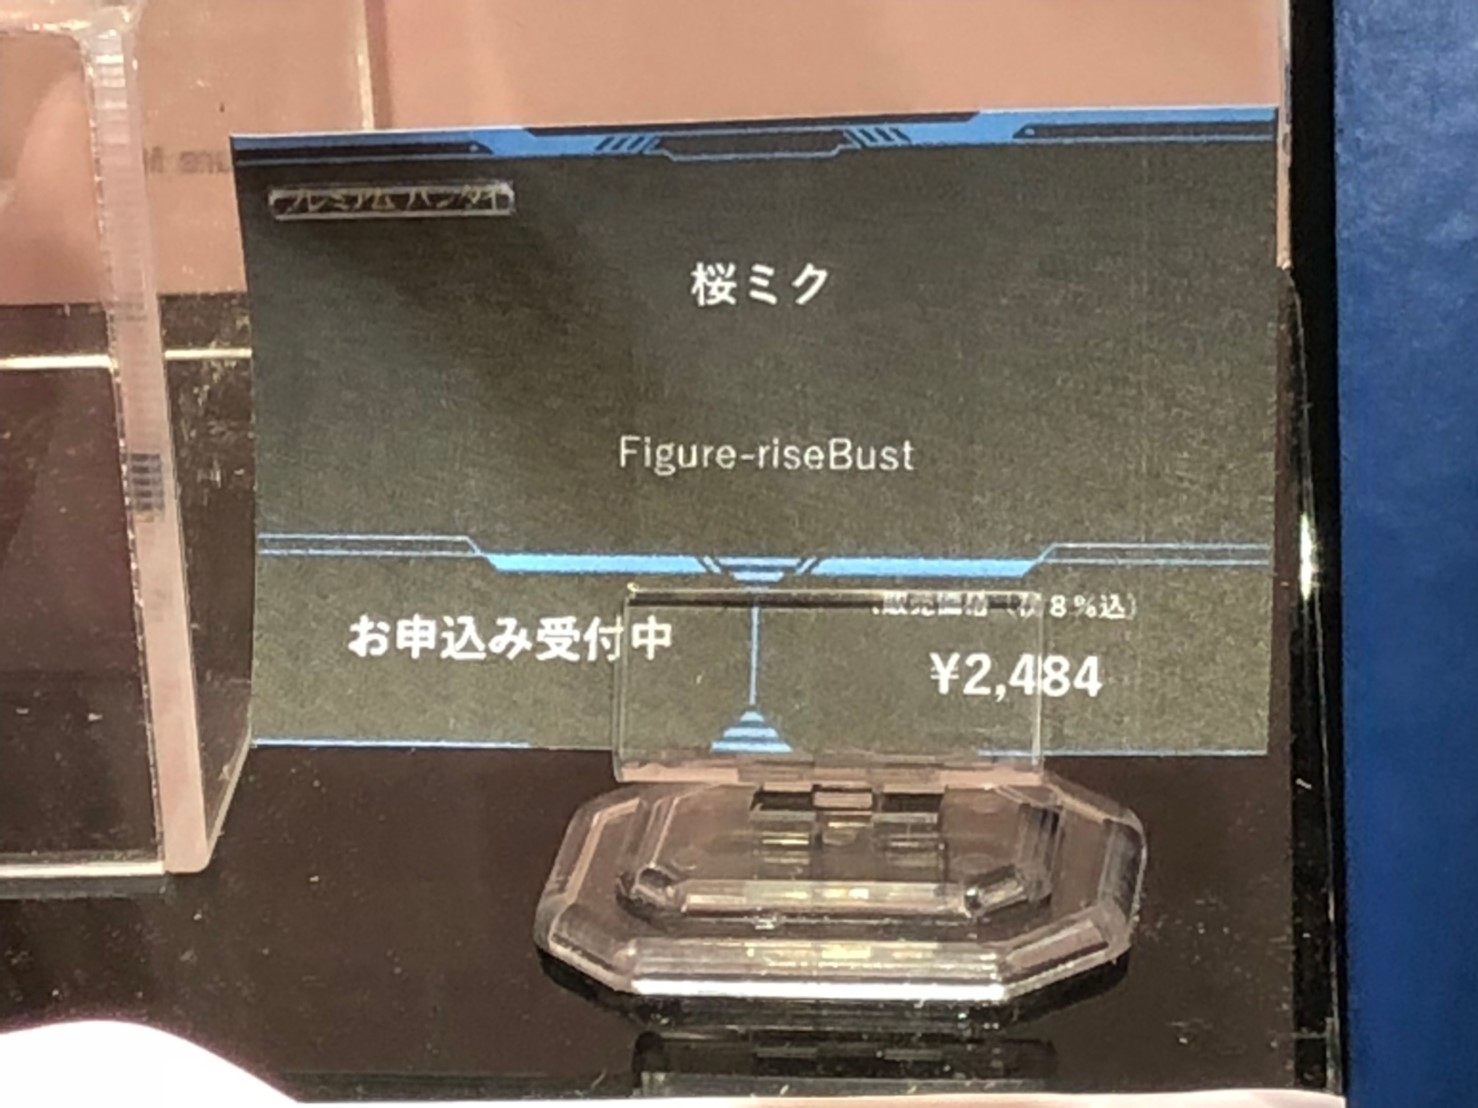 プレミアム バンダイ
桜ミク
Figure-riseBust
お申込み受付中
販売価格（税8%込）
¥2,484